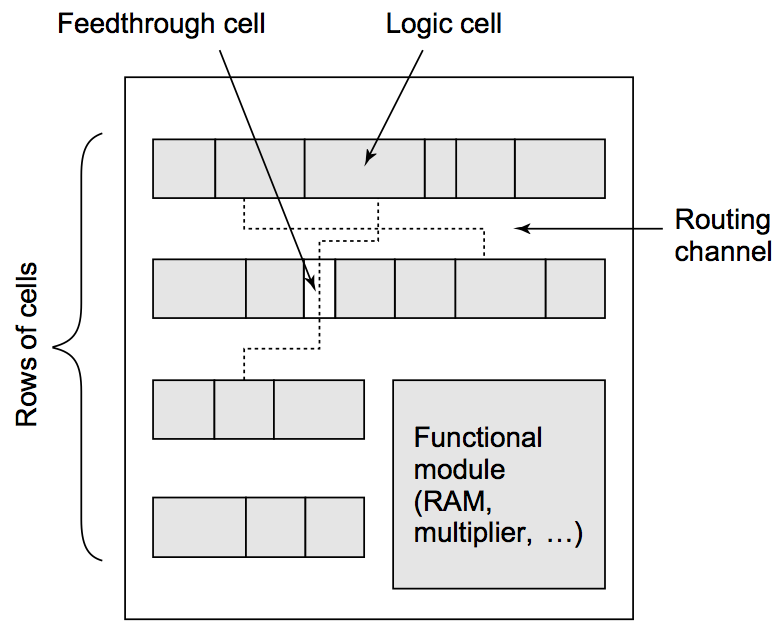 Feedthrough cell
Logic cell
Routing
channel
Rows of cells
Functional
module
(RAM,
multiplier, …)